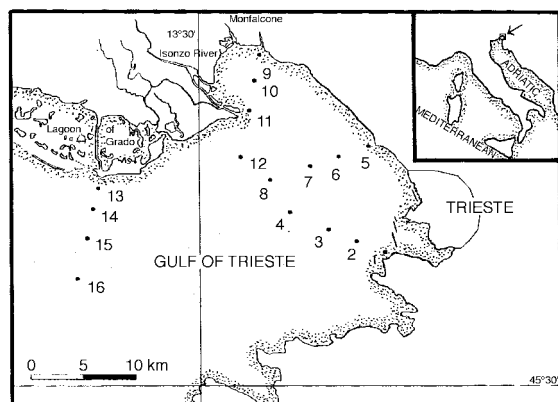 Monfalcone
13°30'
Isonzo River
9
10
11
Lagoon of Grado
12
8
7
6
5
13
14
15
16
4
3
2
TRIESTE
GULF OF TRIESTE
0 5 10 km
45°30'
ADRIATIC
MEDITERRANEAN